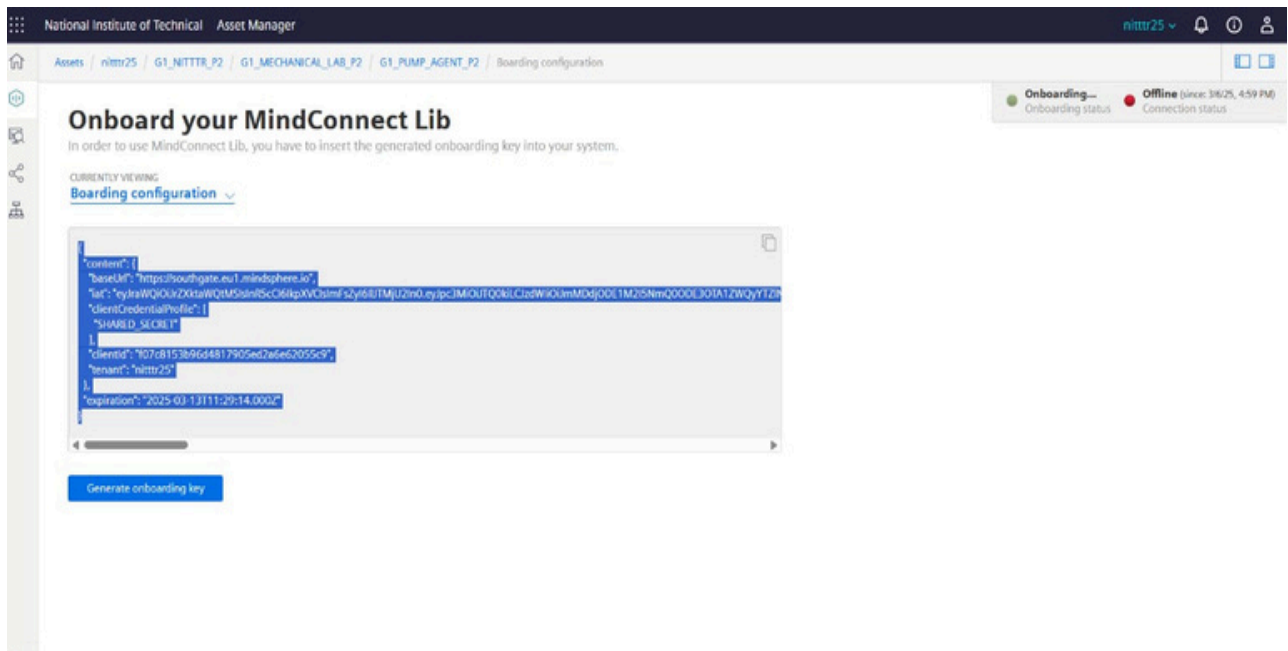 National Institute of Technical Asset Manager
nitttr25
Assets / nitttr25 / G1_NITTTR_P2 / G1_MECHANICAL_LAB_P2 / G1_PUMP_AGENT_P2 / Boarding configuration
Onboarding...
Onboarding status
Offline (since: 3/6/25, 4:59 PM)
Connection status
Onboard your MindConnect Lib
In order to use MindConnect Lib, you have to insert the generated onboarding key into your system.
CURRENTLY VIEWING
Boarding configuration
{
"content": {
"baseUrl": "https://southgate.eu1.mindsphere.io",
"iat":
"clientCredentialProfile": [
"SHARED_SECRET"
],
"clientId": "f07c8153b96d4817905ed2a6e62055c9",
"tenant": "nitttr25"
},
"expiration": "2025-03-13T11:29:14.000Z"
}
Generate onboarding key